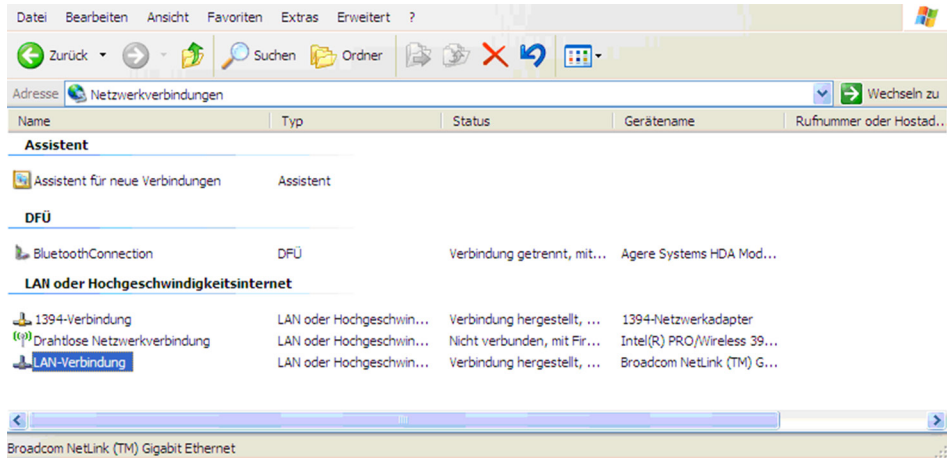 Datei Bearbeiten Ansicht Favoriten Extras Erweitert ?
Zurück Suchen Ordner
Adresse Netzwerkverbindungen Wechseln zu
Name Typ Status Gerätename Rufnummer oder Hostad...
Assistent
Assistent für neue Verbindungen Assistent
DFÜ
BluetoothConnection DFÜ Verbindung getrennt, mit... Agere Systems HDA Mod...
LAN oder Hochgeschwindigkeitsinternet
1394-Verbindung LAN oder Hochgeschwin... Verbindung hergestellt, ... 1394-Netzwerkadapter
Drahtlose Netzwerkverbindung LAN oder Hochgeschwin... Nicht verbunden, mit Fir... Intel(R) PRO/Wireless 39...
LAN-Verbindung LAN oder Hochgeschwin... Verbindung hergestellt, ... Broadcom NetLink (TM) G...
Broadcom NetLink (TM) Gigabit Ethernet